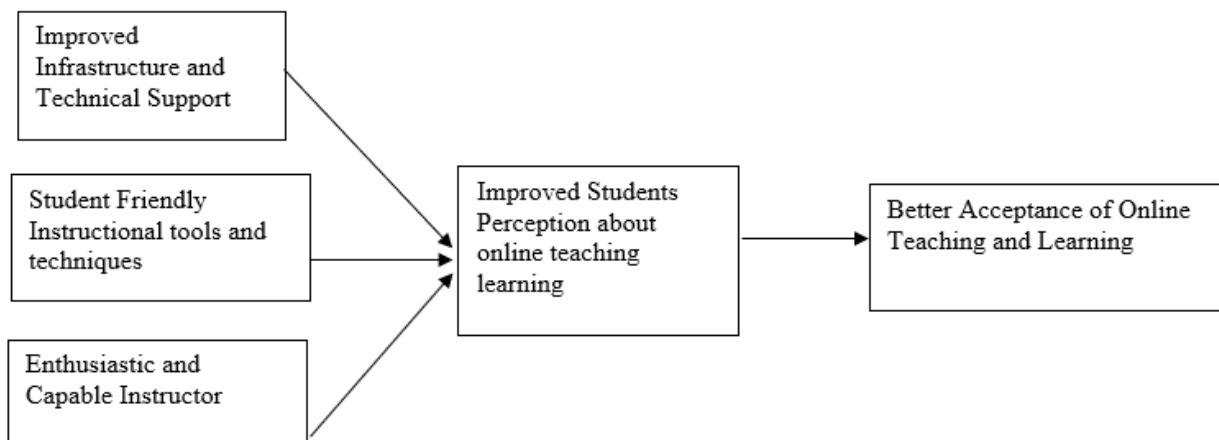 Improved
Infrastructure and
Technical Support
Student Friendly
Instructional tools and
techniques
Enthusiastic and
Capable Instructor
Improved Students
Perception about
online teaching
learning
Better Acceptance of Online
Teaching and Learning